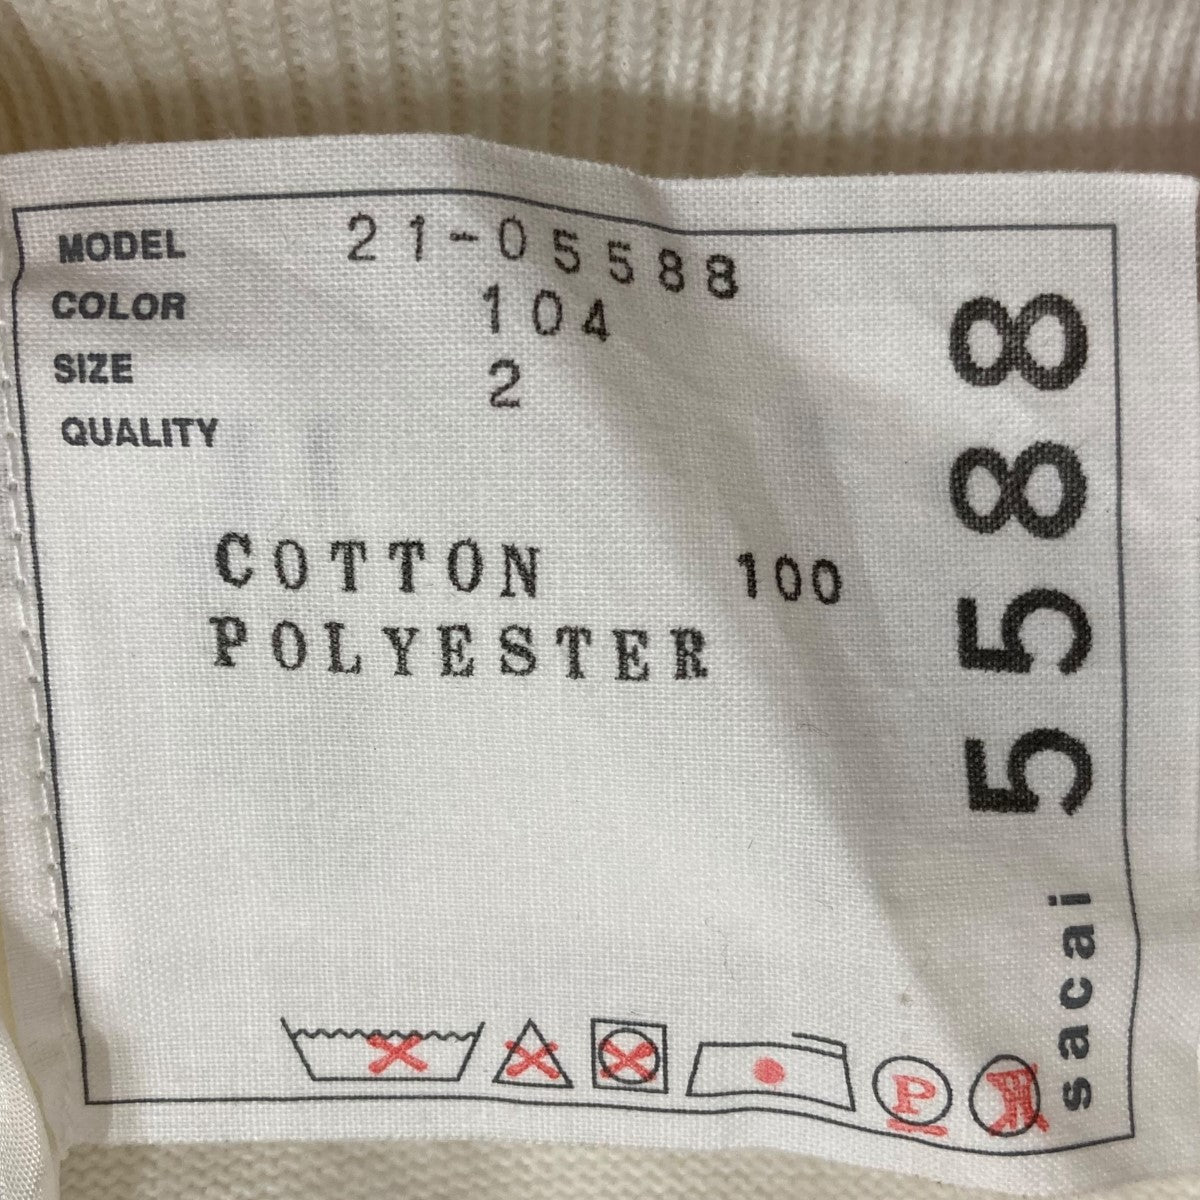 MODEL 21-05588
COLOR 104
SIZE 2
QUALITY
COTTON 100
POLYESTER
P
sacai 5588